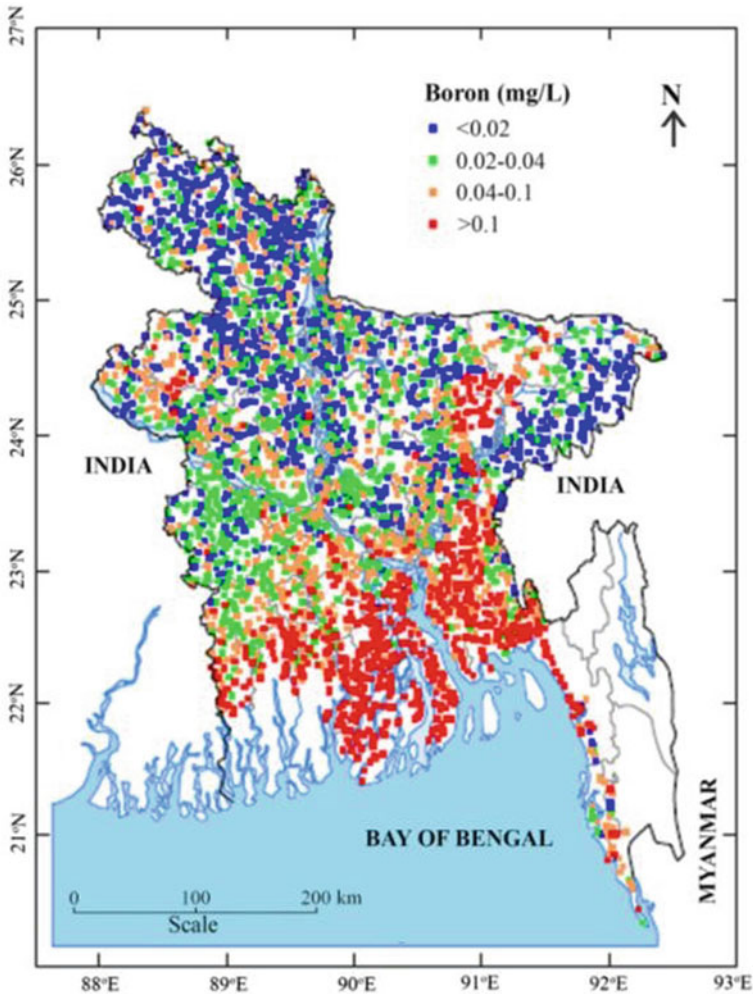 27°N
26°N
25°N
24°N
23°N
22°N
21°N
Boron (mg/L)
<0.02
0.02-0.04
0.04-0.1
>0.1
N
INDIA
INDIA
MYANMAR
BAY OF BENGAL
0 100 200 km
Scale
88°E 89°E 90°E 91°E 92°E 93°E